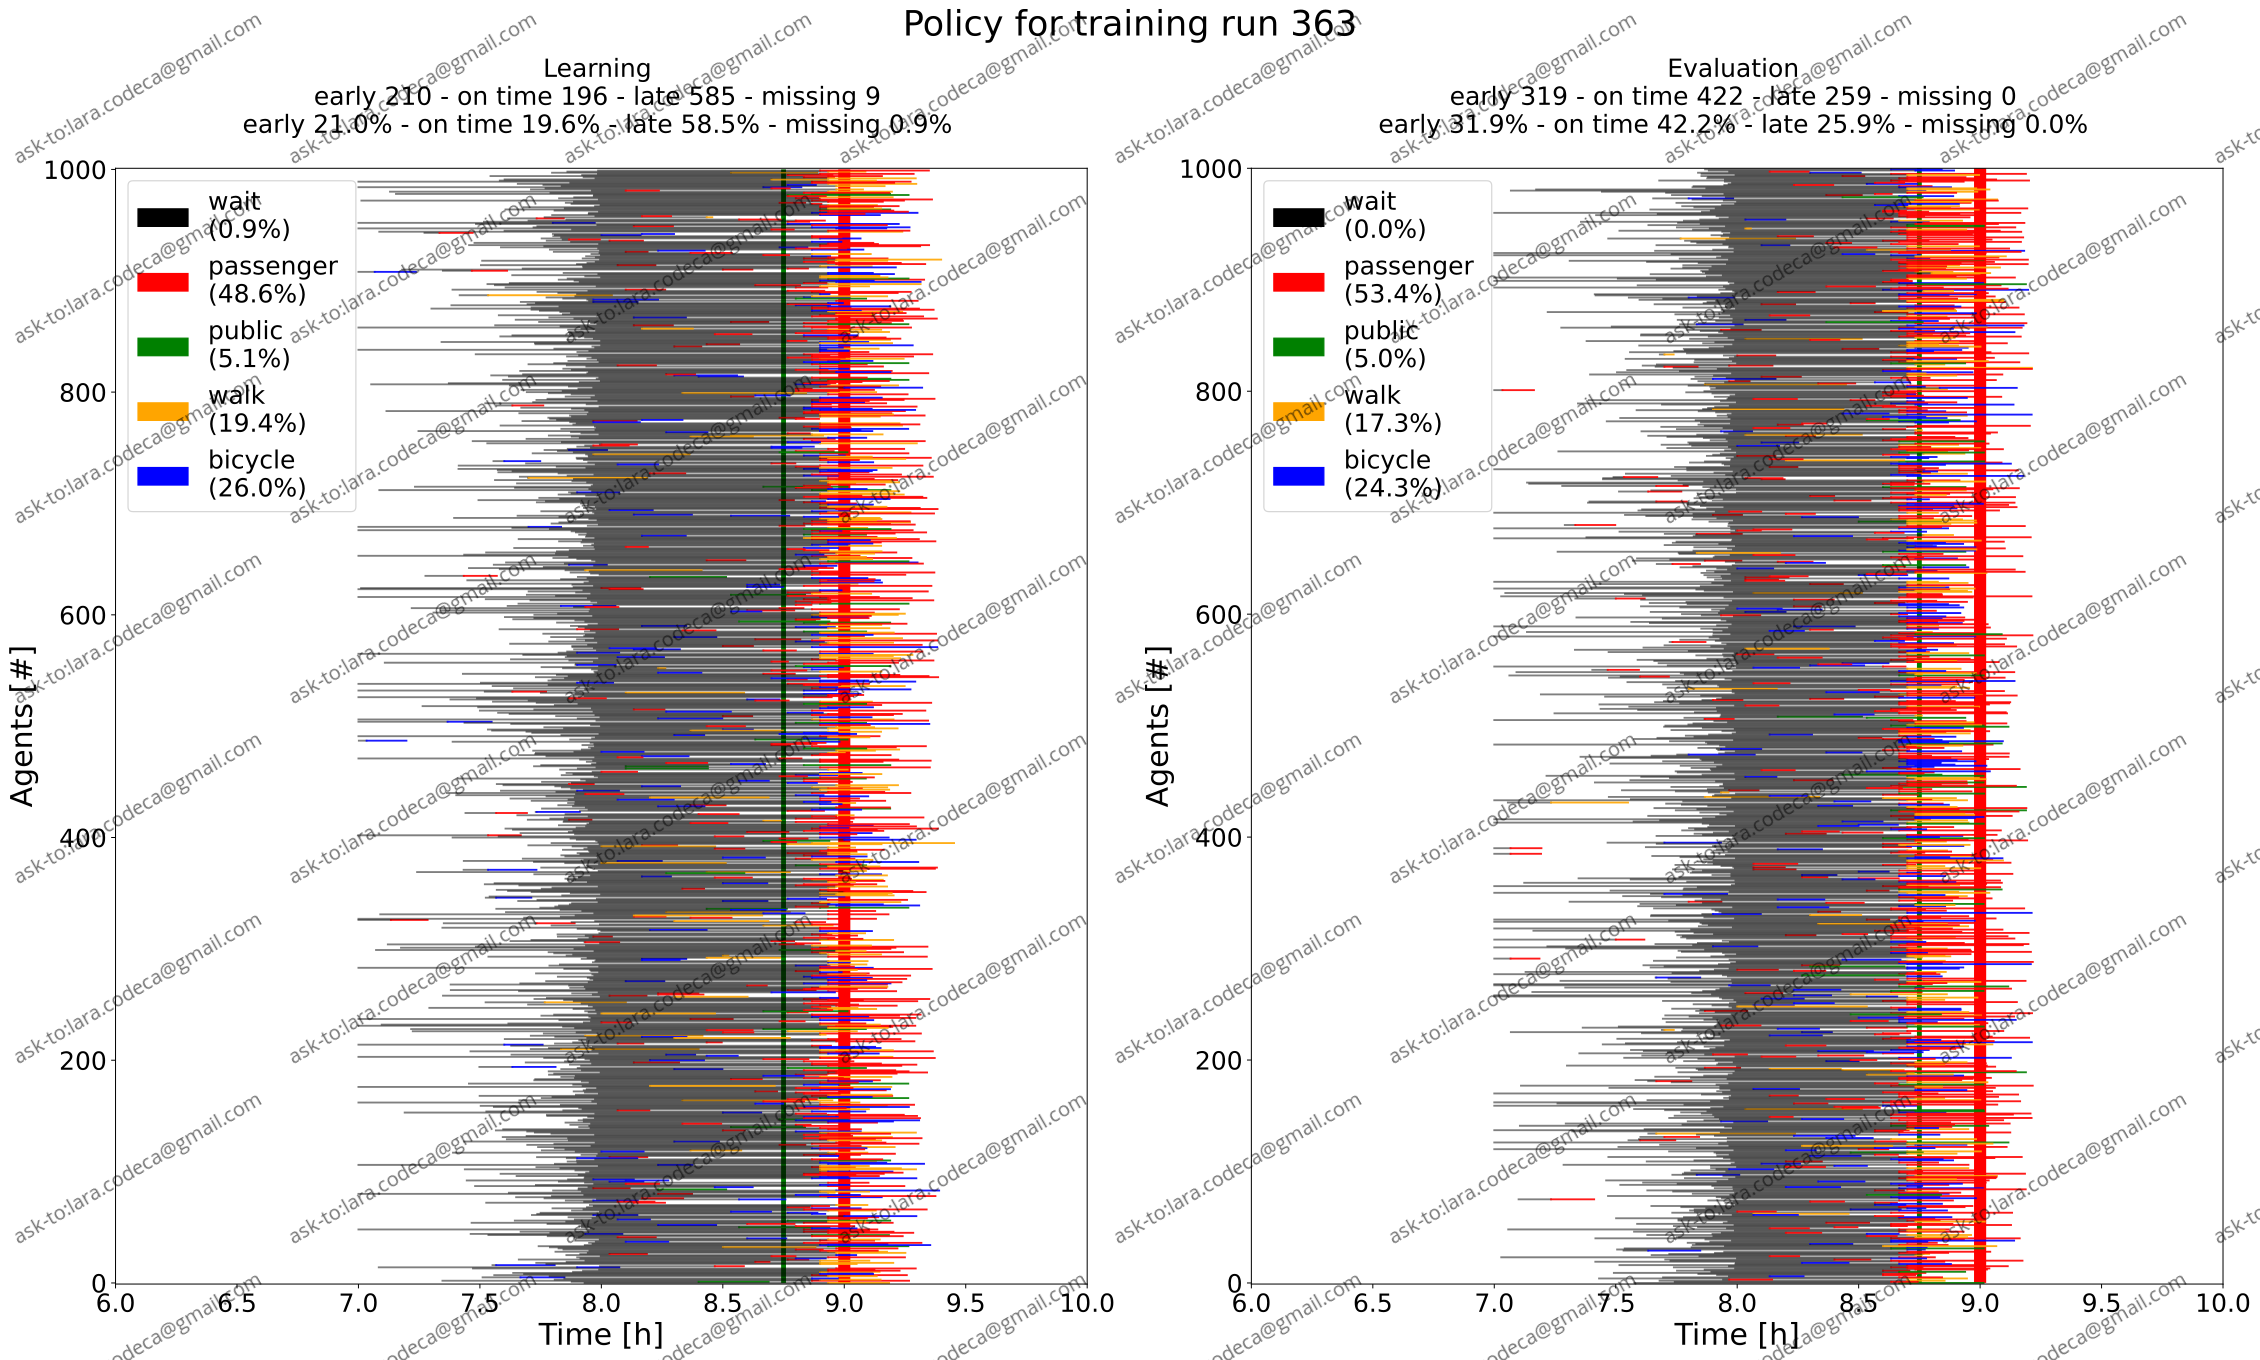 Policy for training run 363
Learning
early 210 - on time 196 - late 585 - missing 9
early 21.0% - on time 19.6% - late 58.5% - missing 0.9%
1000
800
600
400
200
0
Agents [#]
wait
(0.9%)
passenger
(48.6%)
public
(5.1%)
walk
(19.4%)
bicycle
(26.0%)
6.0 6.5 7.0 7.5 8.0 8.5 9.0 9.5 10.0
Time [h]
Evaluation
early 319 - on time 422 - late 259 - missing 0
early 31.9% - on time 42.2% - late 25.9% - missing 0.0%
1000
800
600
400
200
0
Agents [#]
wait
(0.0%)
passenger
(53.4%)
public
(5.0%)
walk
(17.3%)
bicycle
(24.3%)
6.0 6.5 7.0 7.5 8.0 8.5 9.0 9.5 10.0
Time [h]
ask-to:lara.codeca@gmail.com